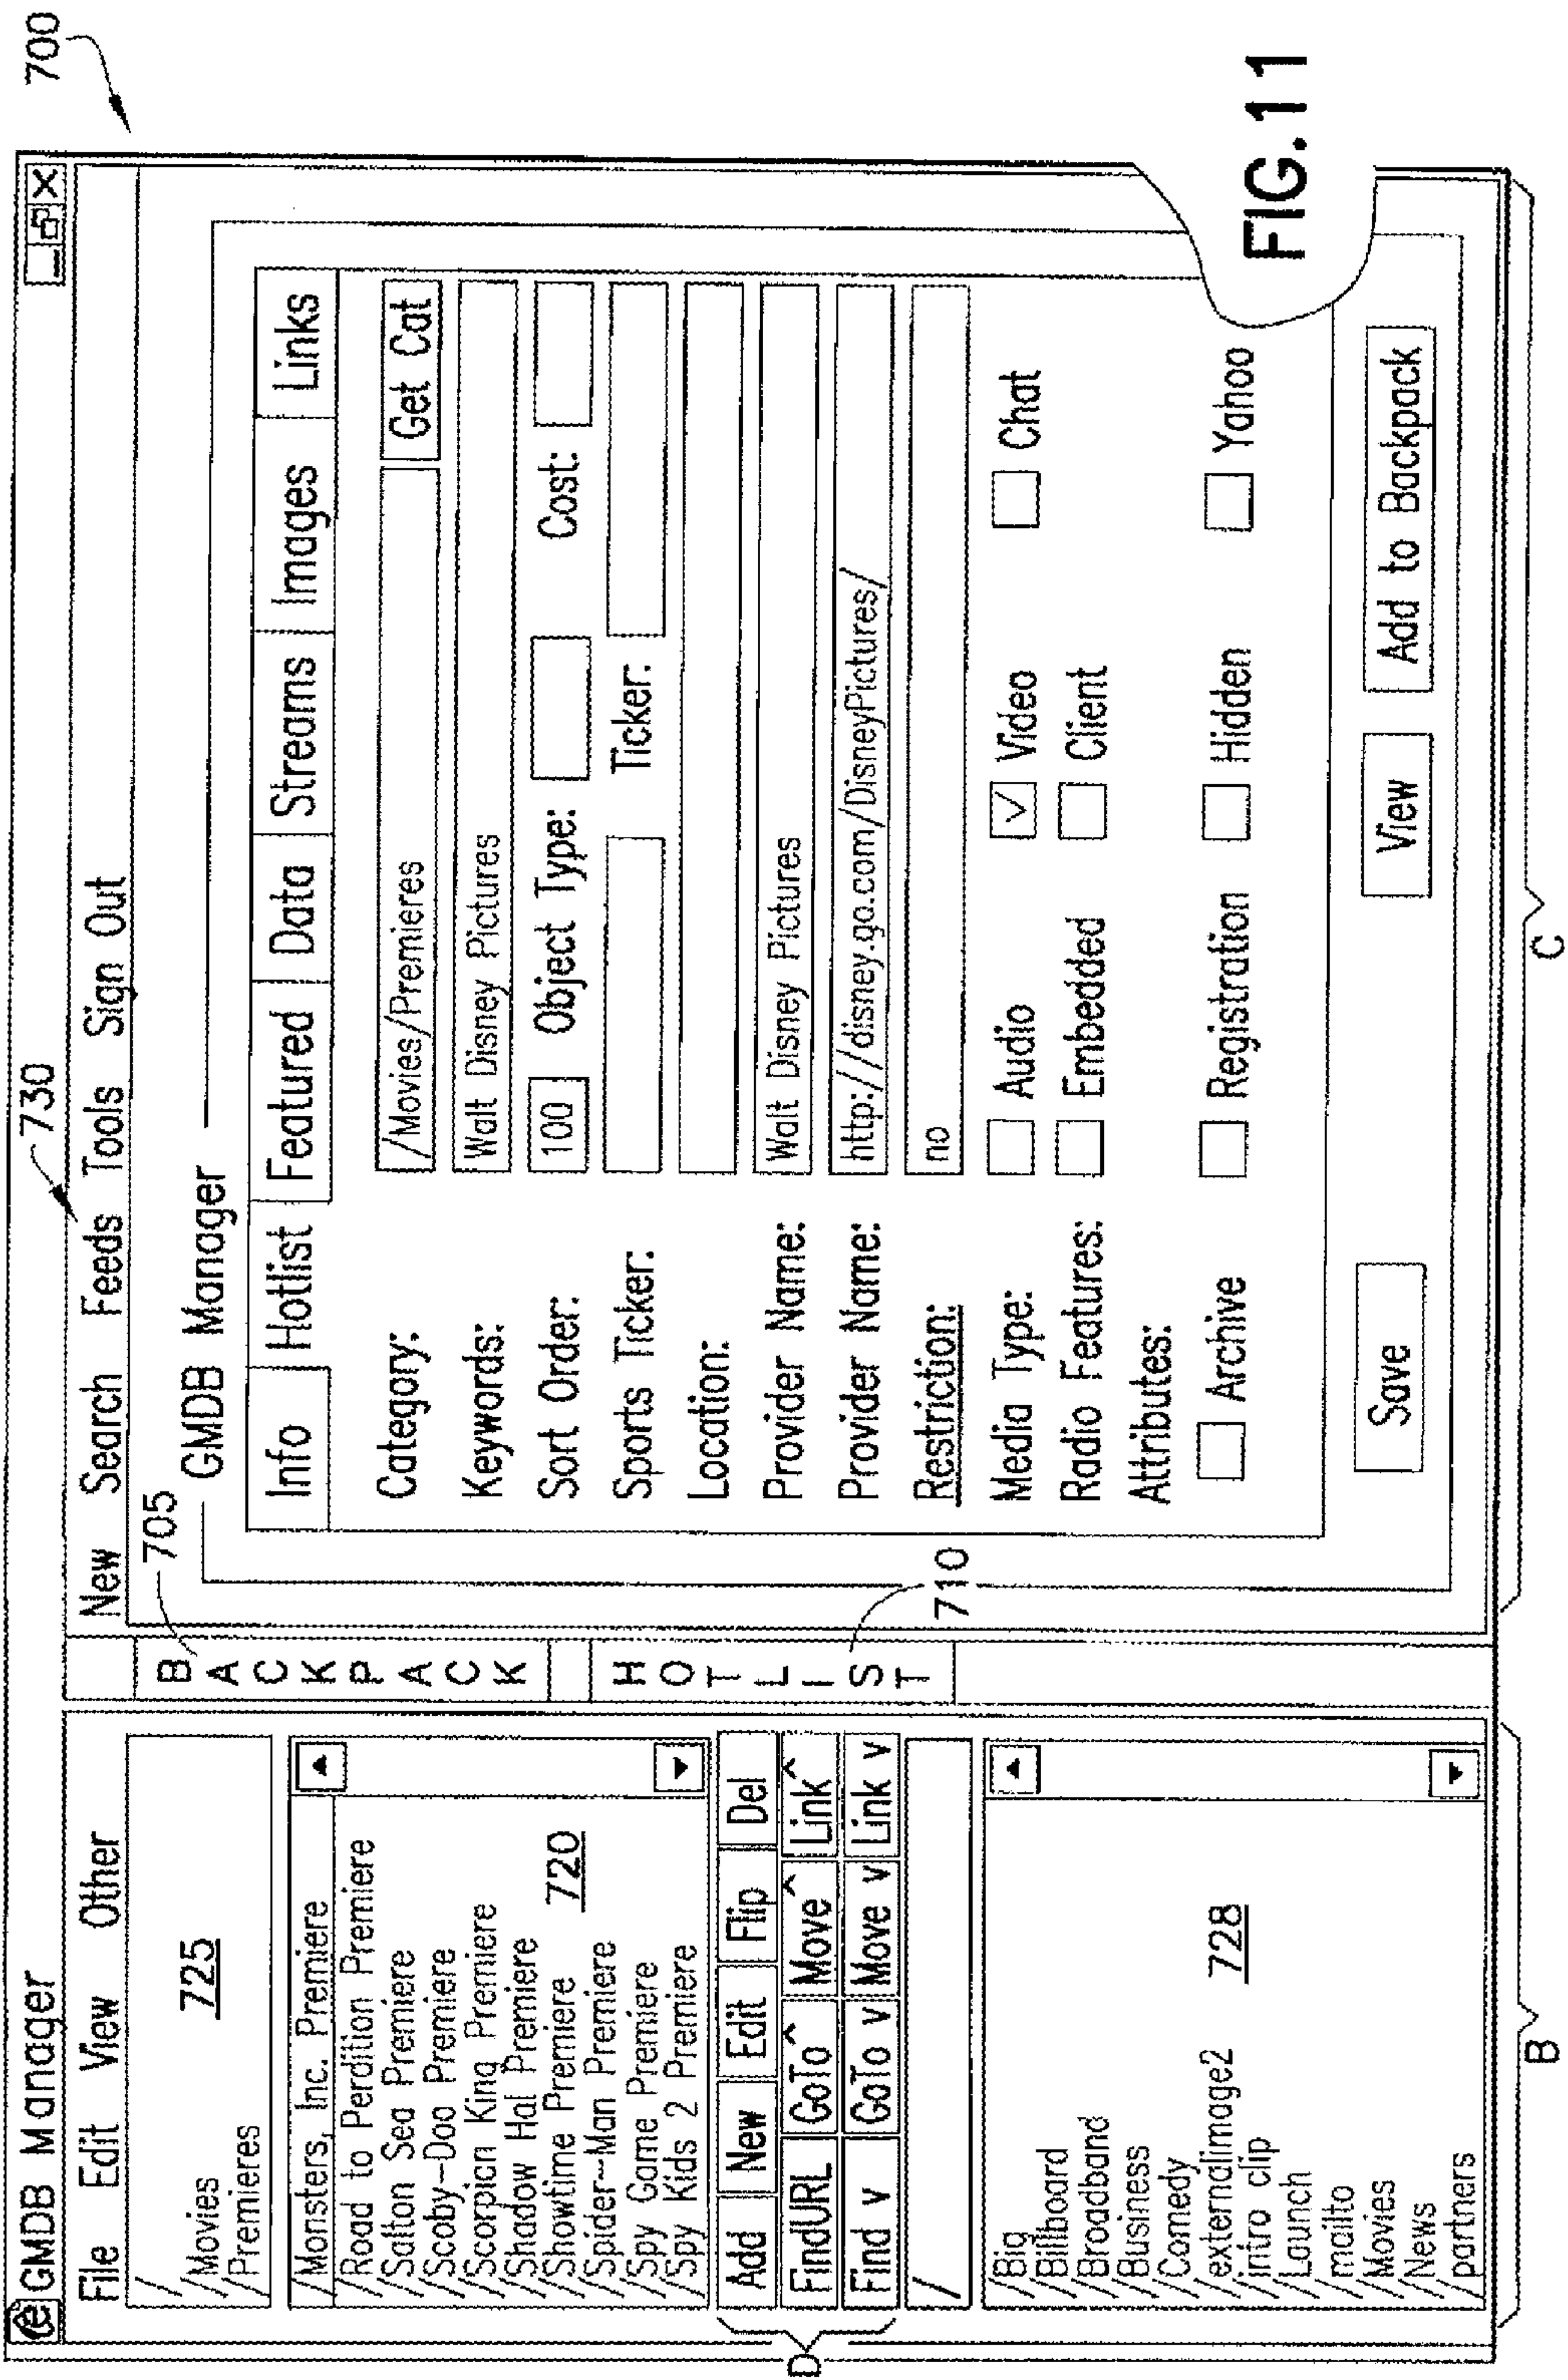 700
GMDB Manager
File Edit View Other
/
/Movies
/Premieres
725
/Monsters, Inc. Premiere
/Road to Perdition Premiere
/Salton Sea Premiere
/Scoby-Doo Premiere
/Scorpion King Premiere
/Shadow Hal Premiere
/Showtime Premiere
/Spider-Man Premiere
/Spy Game Premiere
/Spy Kids 2 Premiere
720
Add New Edit Flip Del
FindURL GoTo^ Move^ Link^
Find v GoTo v Move v Link v
D
/
/Big
/Billboard
/Broadband
/Business
/Comedy
/externalimage2
/intro clip
/Launch
/mailto
/Movies
/News
/partners
728
B
BACKPACK
705
HOTLIST
710
730
New Search Feeds Tools Sign Out
GMDB Manager
Info Hotlist Featured Data Streams Images Links
Category: /Movies/Premieres Get Cat
Keywords: Walt Disney Pictures
Sort Order: 100 Object Type: Cost:
Sports Ticker: Ticker:
Location:
Provider Name: Walt Disney Pictures
Provider Name: http://disney.go.com/DisneyPictures/
Restriction: no
Media Type: Audio Video Chat
Radio Features: Embedded Client
Attributes:
Archive Registration Hidden Yahoo
Save View Add to Backpack
C
FIG.11